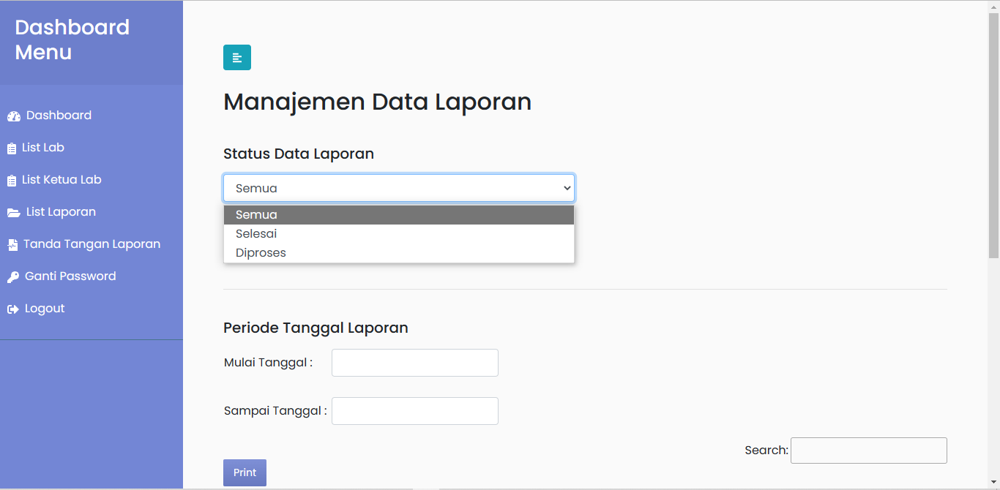 Dashboard
Menu
Dashboard
List Lab
List Ketua Lab
List Laporan
Tanda Tangan Laporan
Ganti Password
Logout
Manajemen Data Laporan
Status Data Laporan
Semua
Semua
Selesai
Diproses
Periode Tanggal Laporan
Mulai Tanggal :
Sampai Tanggal :
Search:
Print